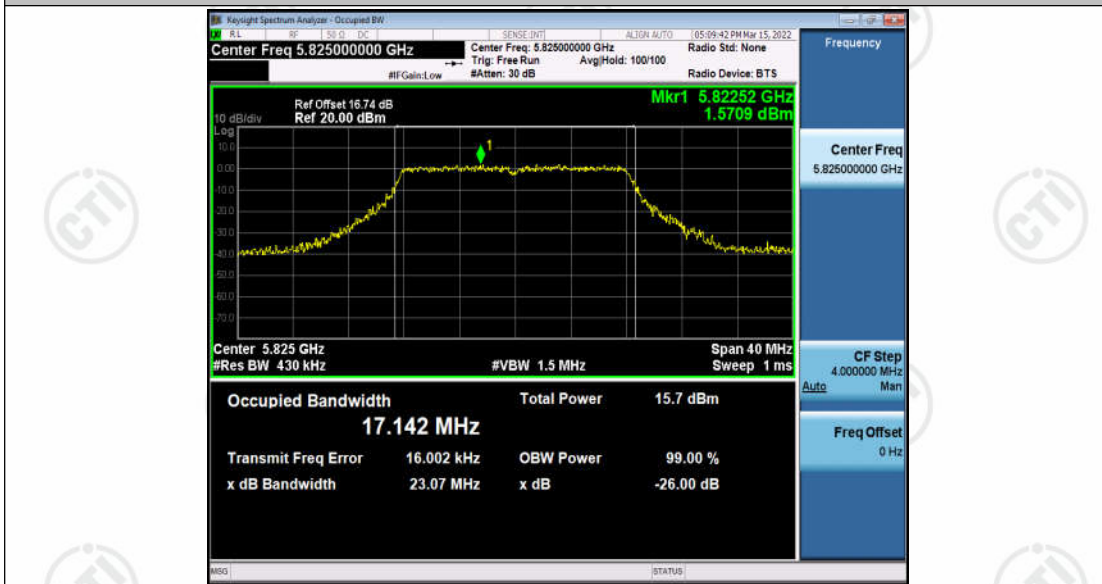 Keysight Spectrum Analyzer - Occupied BW
RL RF 50 Ω DC SENSE:INT ALIGN AUTO 05:09:42 PM Mar 15, 2022
Center Freq 5.825000000 GHz
Center Freq: 5.825000000 GHz
Radio Std: None
Trig: Free Run Avg|Hold: 100/100
#IFGain:Low
#Atten: 30 dB
Radio Device: BTS
Frequency
Ref Offset 16.74 dB
10 dB/div Ref 20.00 dBm
Mkr1 5.82252 GHz
1.5709 dBm
Log
10.0
0.00
-10.0
-20.0
-30.0
-40.0
-50.0
-60.0
-70.0
1
Center 5.825 GHz
Span 40 MHz
#Res BW 430 kHz
#VBW 1.5 MHz
Sweep 1 ms
Occupied Bandwidth
17.142 MHz
Total Power 15.7 dBm
Transmit Freq Error 16.002 kHz OBW Power 99.00 %
x dB Bandwidth 23.07 MHz x dB -26.00 dB
Center Freq
5.825000000 GHz
CF Step
4.000000 MHz
Auto Man
Freq Offset
0 Hz
MSG
STATUS
CTI
CTI